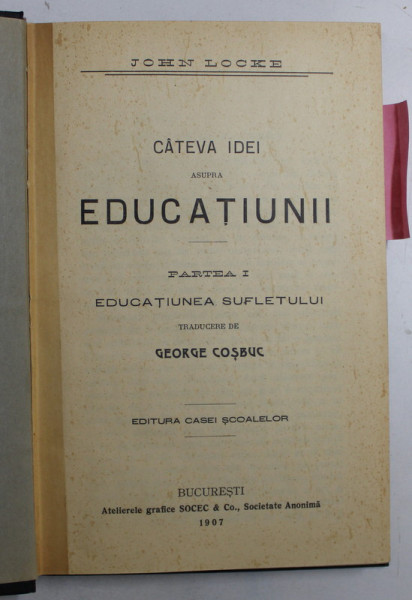 JOHN LOCKE
CÂTEVA IDEI
ASUPRA
EDUCAȚIUNII
PARTEA I
EDUCAȚIUNEA SUFLETULUI
TRADUCERE DE
GEORGE COȘBUC
EDITURA CASEI ȘCOALELOR
BUCUREȘTI
Atelierele grafice SOCEC & Co., Societate Anonimă
1907